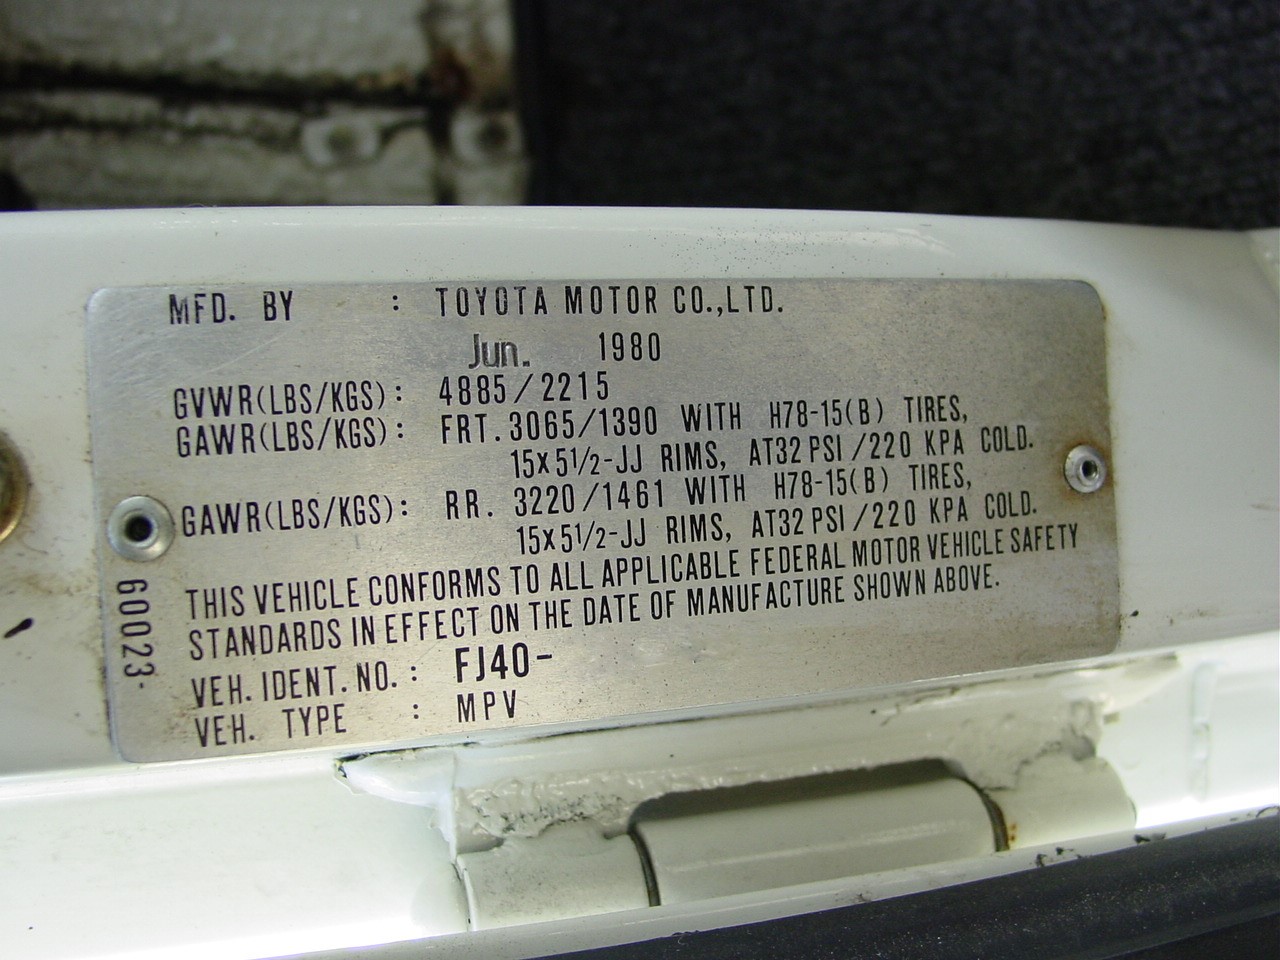 MFD. BY : TOYOTA MOTOR CO.,LTD.
Jun. 1980
GVWR(LBS/KGS): 4885/2215
GAWR(LBS/KGS): FRT. 3065/1390 WITH H78-15(B) TIRES,
15x5 1/2-JJ RIMS, AT32 PSI/220 KPA COLD.
GAWR(LBS/KGS): RR. 3220/1461 WITH H78-15(B) TIRES,
15x5 1/2-JJ RIMS, AT32 PSI/220 KPA COLD.
THIS VEHICLE CONFORMS TO ALL APPLICABLE FEDERAL MOTOR VEHICLE SAFETY
STANDARDS IN EFFECT ON THE DATE OF MANUFACTURE SHOWN ABOVE.
VEH. IDENT. NO. : FJ40-
VEH. TYPE : MPV
60023-